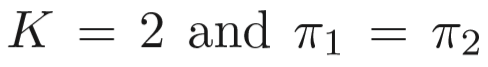 K = 2 and π₁ = π₂